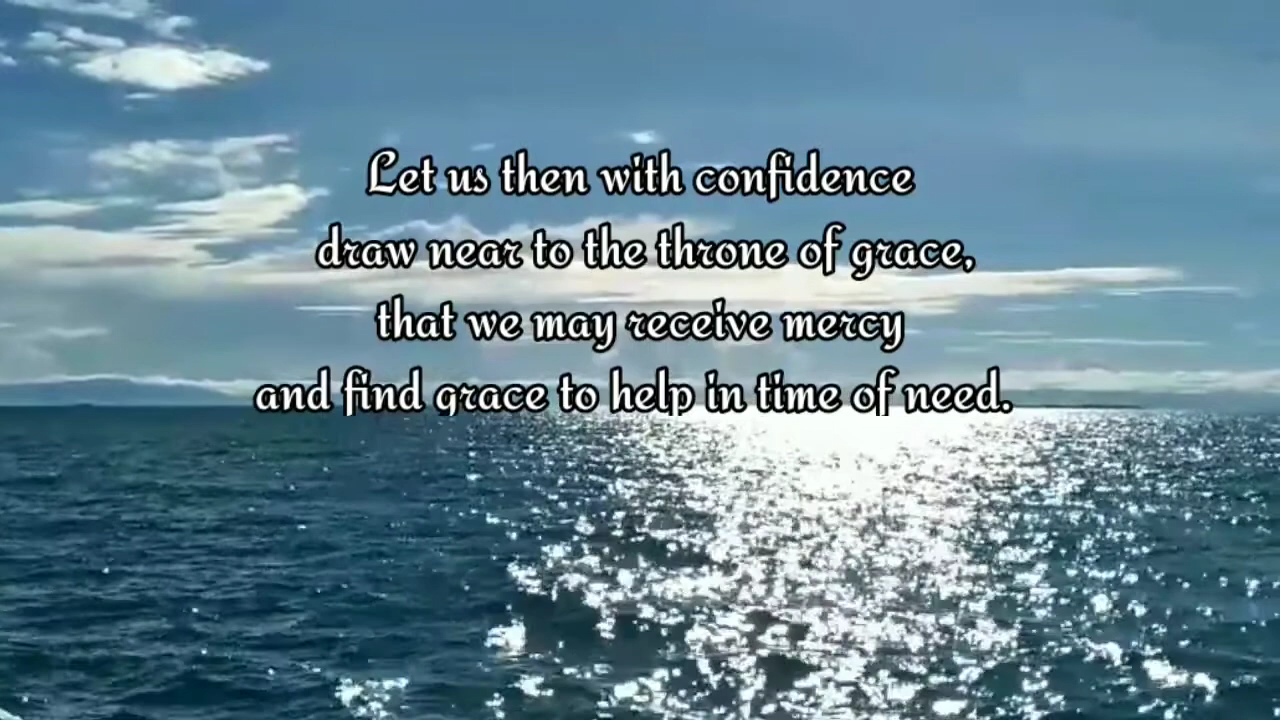 Let us then with confidence
draw near to the throne of grace,
that we may receive mercy
and find grace to help in time of need.